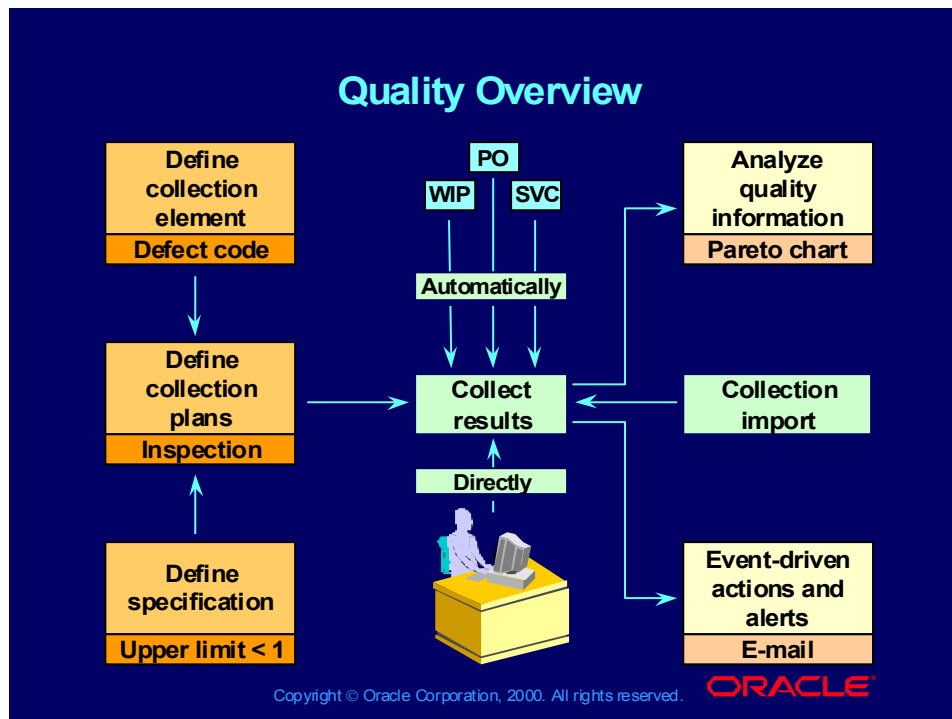 Quality Overview
Define
collection
element
Defect code
PO
WIP
SVC
Automatically
Analyze
quality
information
Pareto chart
Define
collection
plans
Inspection
Collect
results
Collection
import
Directly
Define
specification
Upper limit < 1
Event-driven
actions and
alerts
E-mail
Copyright © Oracle Corporation, 2000. All rights reserved.
ORACLE®